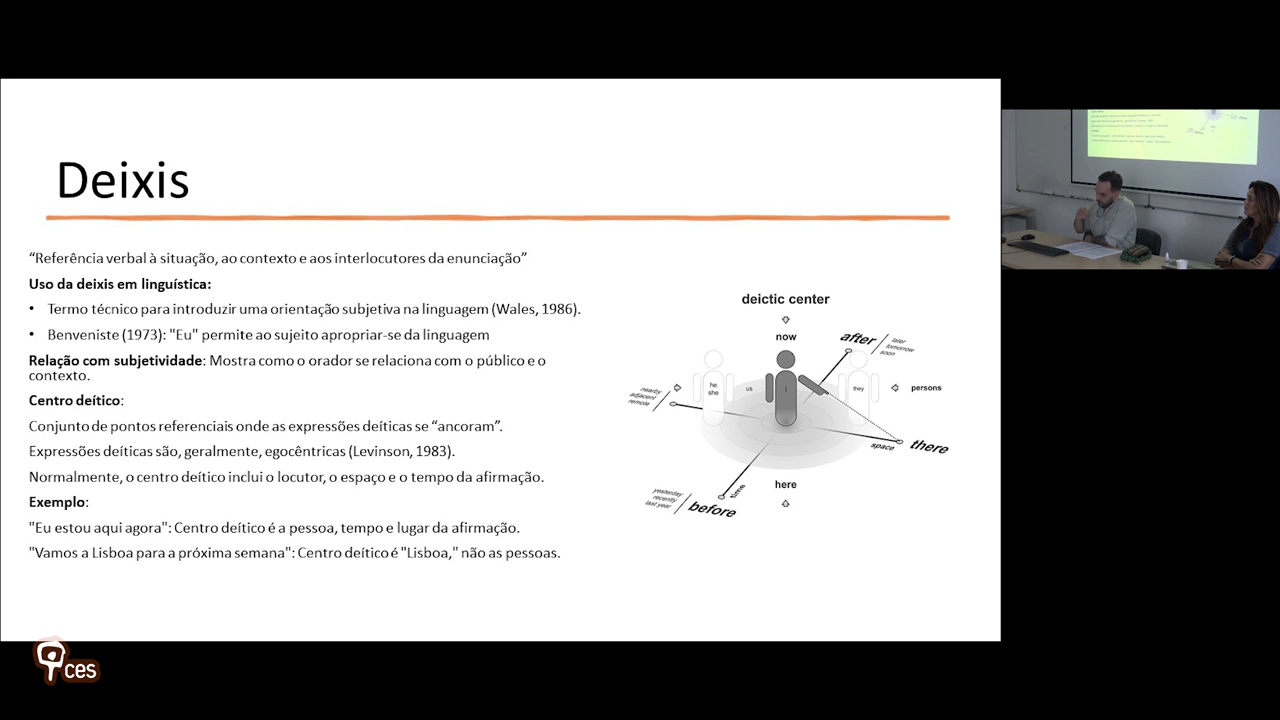 Deixis
“Referência verbal à situação, ao contexto e aos interlocutores da enunciação”
Uso da deixis em linguística:
• Termo técnico para introduzir uma orientação subjetiva na linguagem (Wales, 1986).
• Benveniste (1973): "Eu" permite ao sujeito apropriar-se da linguagem
Relação com subjetividade: Mostra como o orador se relaciona com o público e o
contexto.
Centro deítico:
Conjunto de pontos referenciais onde as expressões deíticas se “ancoram”.
Expressões deíticas são, geralmente, egocêntricas (Levinson, 1983).
Normalmente, o centro deítico inclui o locutor, o espaço e o tempo da afirmação.
Exemplo:
"Eu estou aqui agora": Centro deítico é a pessoa, tempo e lugar da afirmação.
"Vamos a Lisboa para a próxima semana": Centro deítico é "Lisboa," não as pessoas.
deictic center
now
after
later
tomorrow
soon
he
she
us
I
they
persons
nearby
adjacent
remote
space
there
here
time
yesterday
recently
last year
before
ces